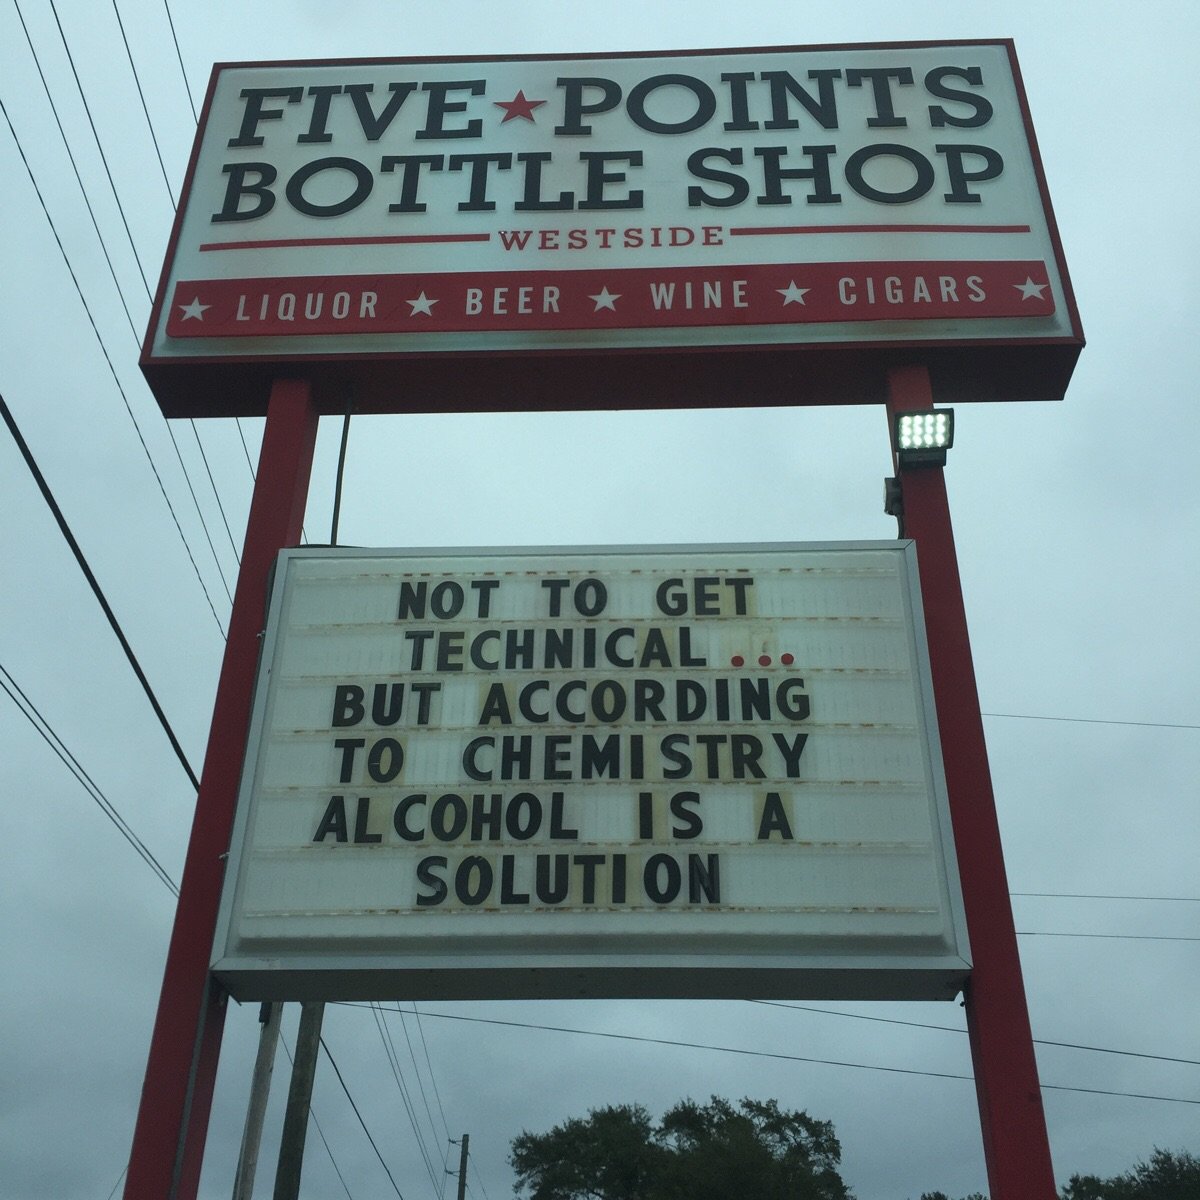 FIVE★POINTS
BOTTLE SHOP
WESTSIDE
★ LIQUOR ★ BEER ★ WINE ★ CIGARS ★
NOT TO GET
TECHNICAL...
BUT ACCORDING
TO CHEMISTRY
ALCOHOL IS A
SOLUTION